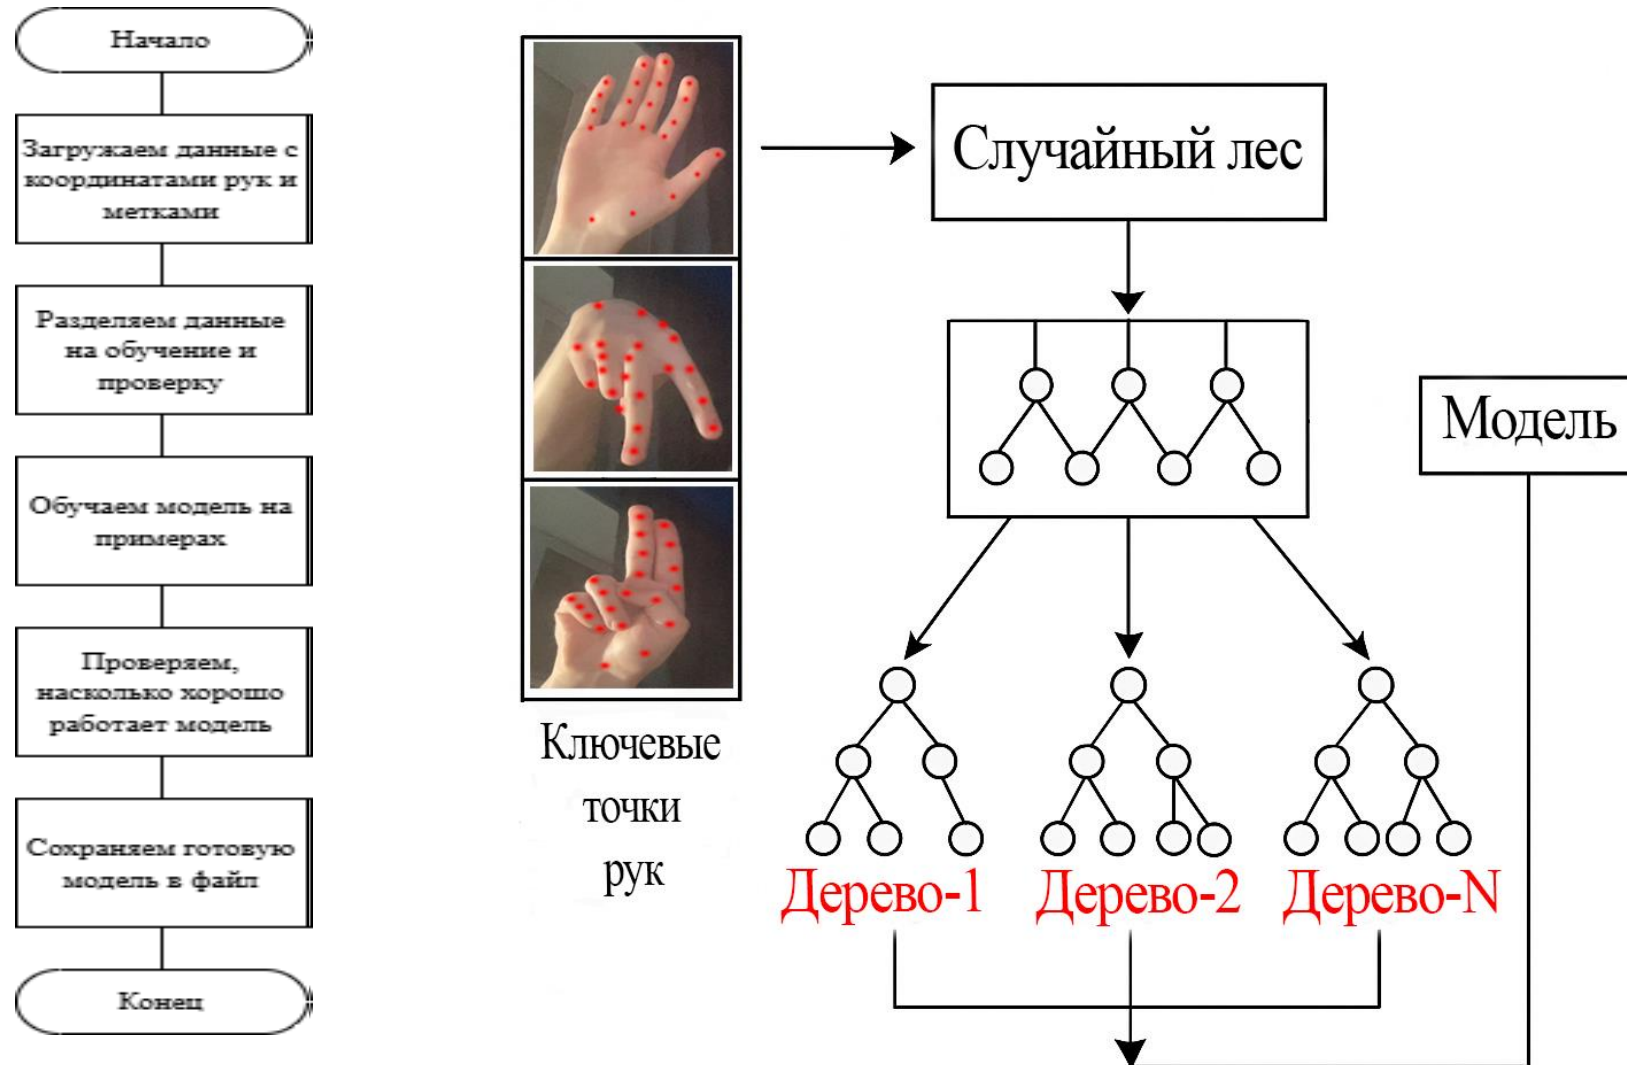 Начало
Загружаем данные с
координатами рук и
метками
Разделяем данные
на обучение и
проверку
Обучаем модель на
примерах
Проверяем,
насколько хорошо
работает модель
Сохраняем готовую
модель в файл
Конец
Ключевые
точки
рук
Случайный лес
Модель
Дерево-1
Дерево-2
Дерево-N